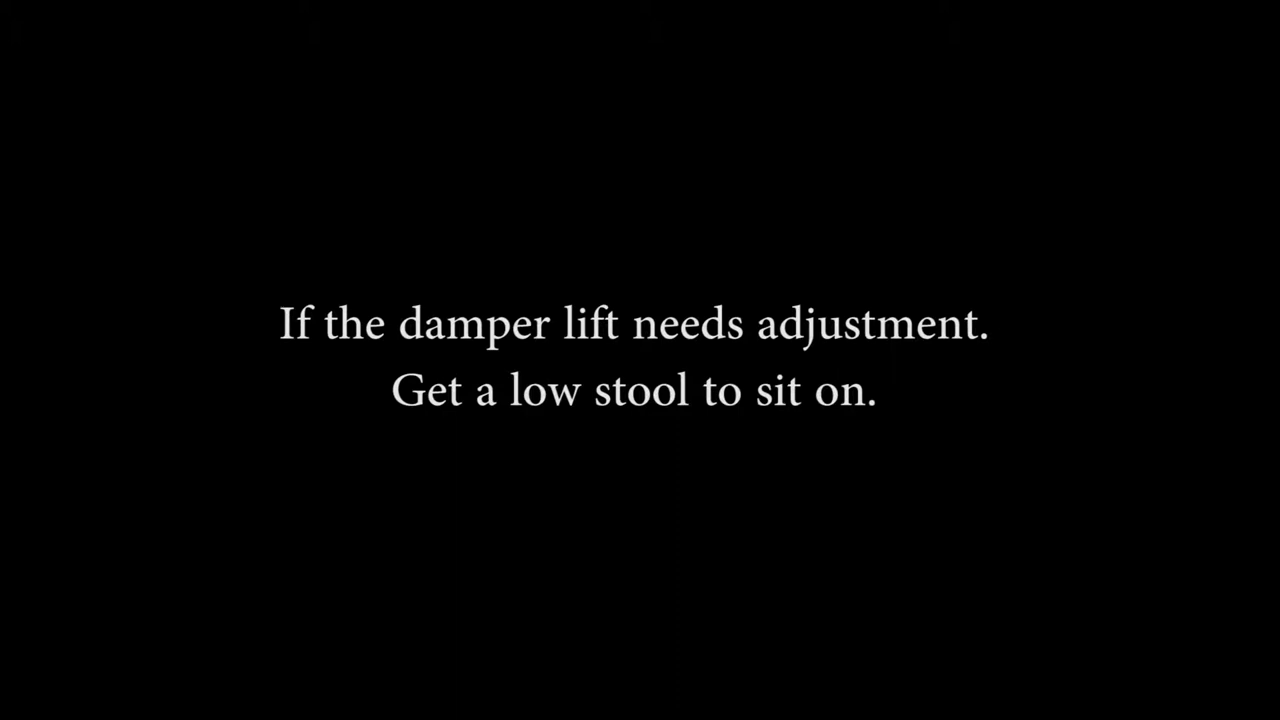 If the damper lift needs adjustment.
Get a low stool to sit on.